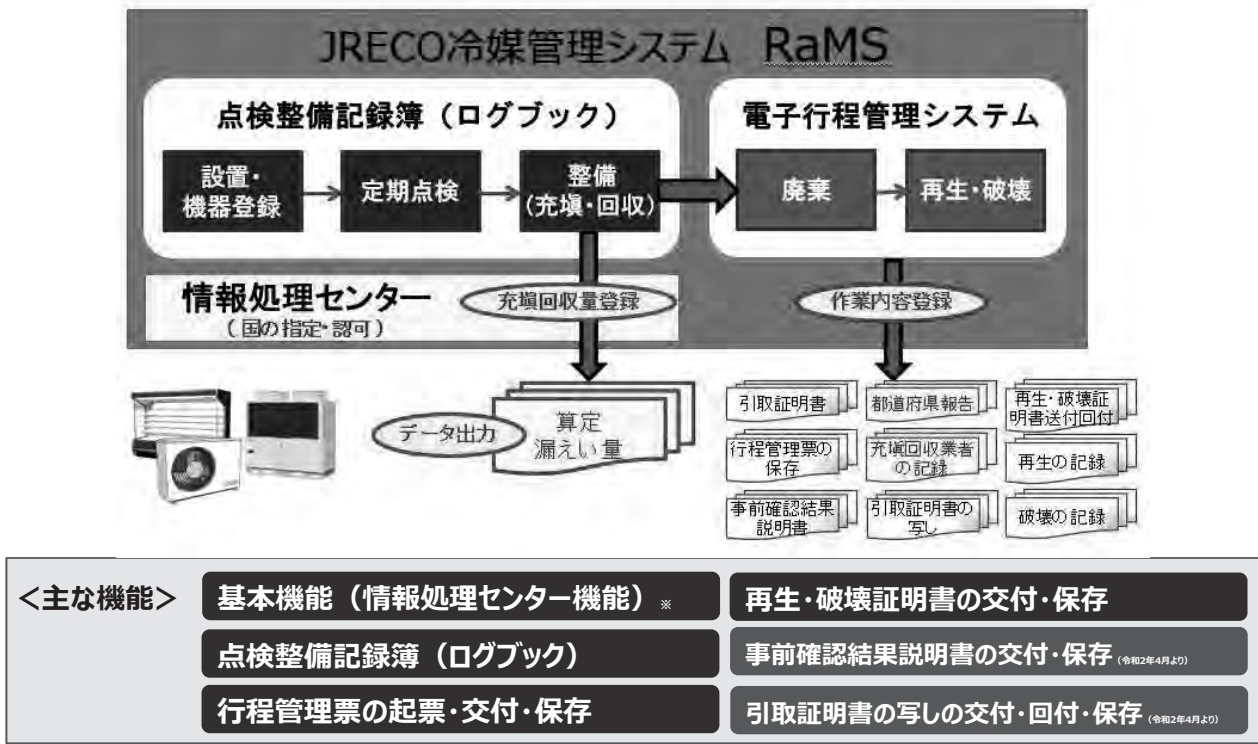 JRECO冷媒管理システム RaMS
点検整備記録簿（ログブック）
設置・
機器登録
定期点検
整備
(充塡・回収)
電子行程管理システム
廃棄
再生・破壊
情報処理センター
（国の指定・認可）
充塡回収量登録
作業内容登録
データ出力
算定
漏えい量
引取証明書
都道府県報告
再生・破壊証
明書送付回付
行程管理票の
保存
充塡回収業者
の記録
再生の記録
事前確認結果
説明書
引取証明書の
写し
破壊の記録
＜主な機能＞
基本機能（情報処理センター機能）※
再生・破壊証明書の交付・保存
点検整備記録簿（ログブック）
事前確認結果説明書の交付・保存（令和2年4月より）
行程管理票の起票・交付・保存
引取証明書の写しの交付・回付・保存（令和2年4月より）